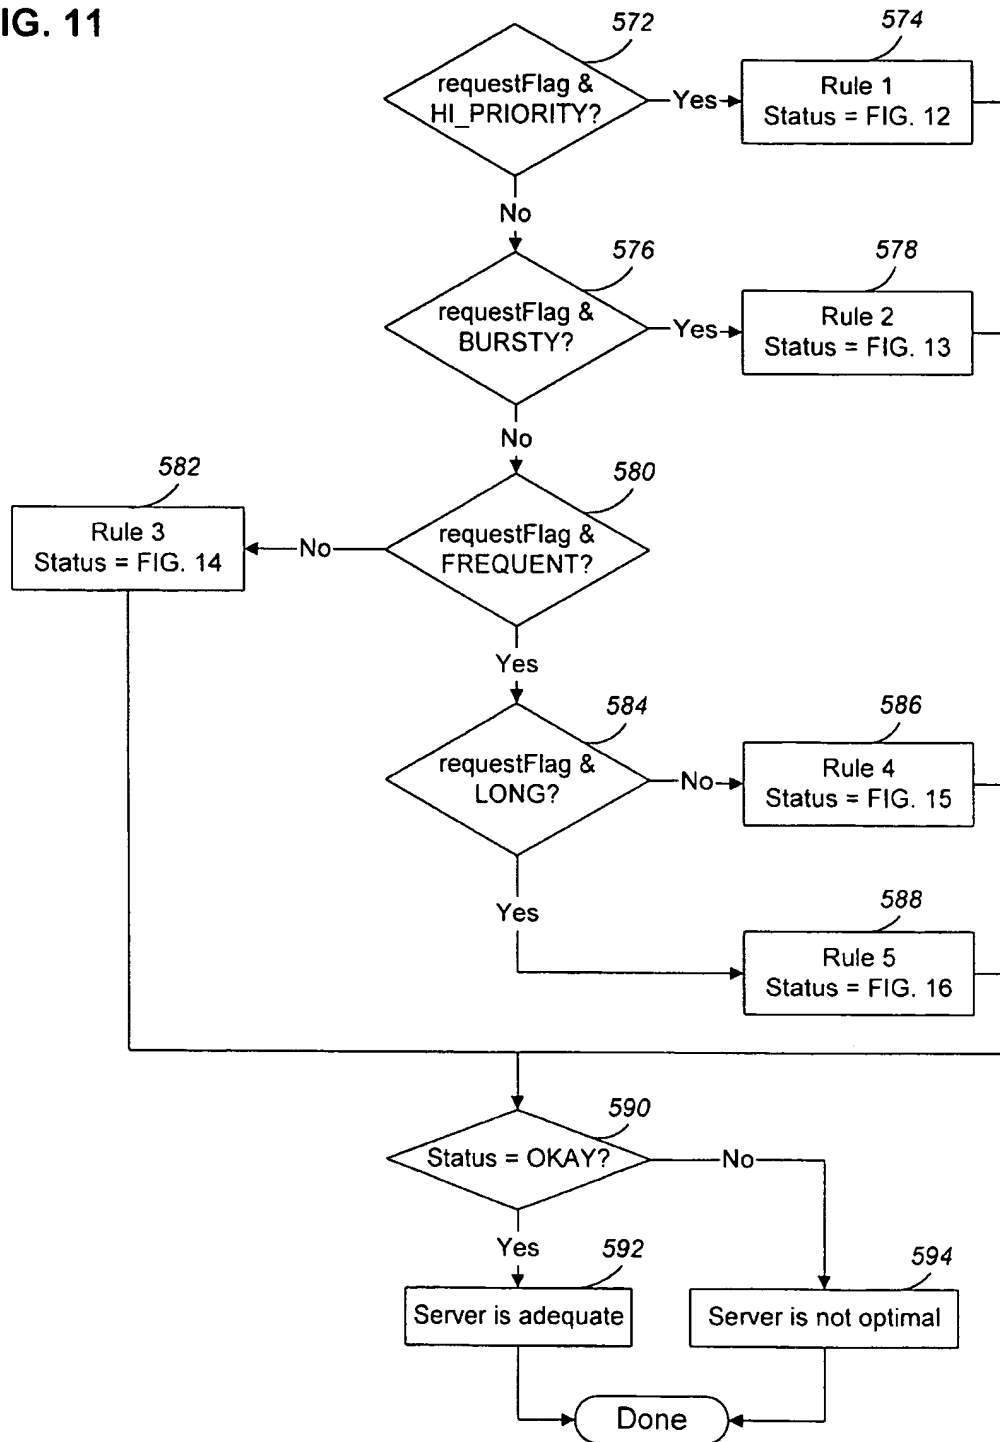 IG. 11
572
574
requestFlag &
HI_PRIORITY?
Yes
Rule 1
Status = FIG. 12
No
576
578
requestFlag &
BURSTY?
Yes
Rule 2
Status = FIG. 13
No
582
580
Rule 3
Status = FIG. 14
No
requestFlag &
FREQUENT?
Yes
584
586
requestFlag &
LONG?
No
Rule 4
Status = FIG. 15
Yes
588
Rule 5
Status = FIG. 16
590
Status = OKAY?
No
Yes
592
594
Server is adequate
Server is not optimal
Done